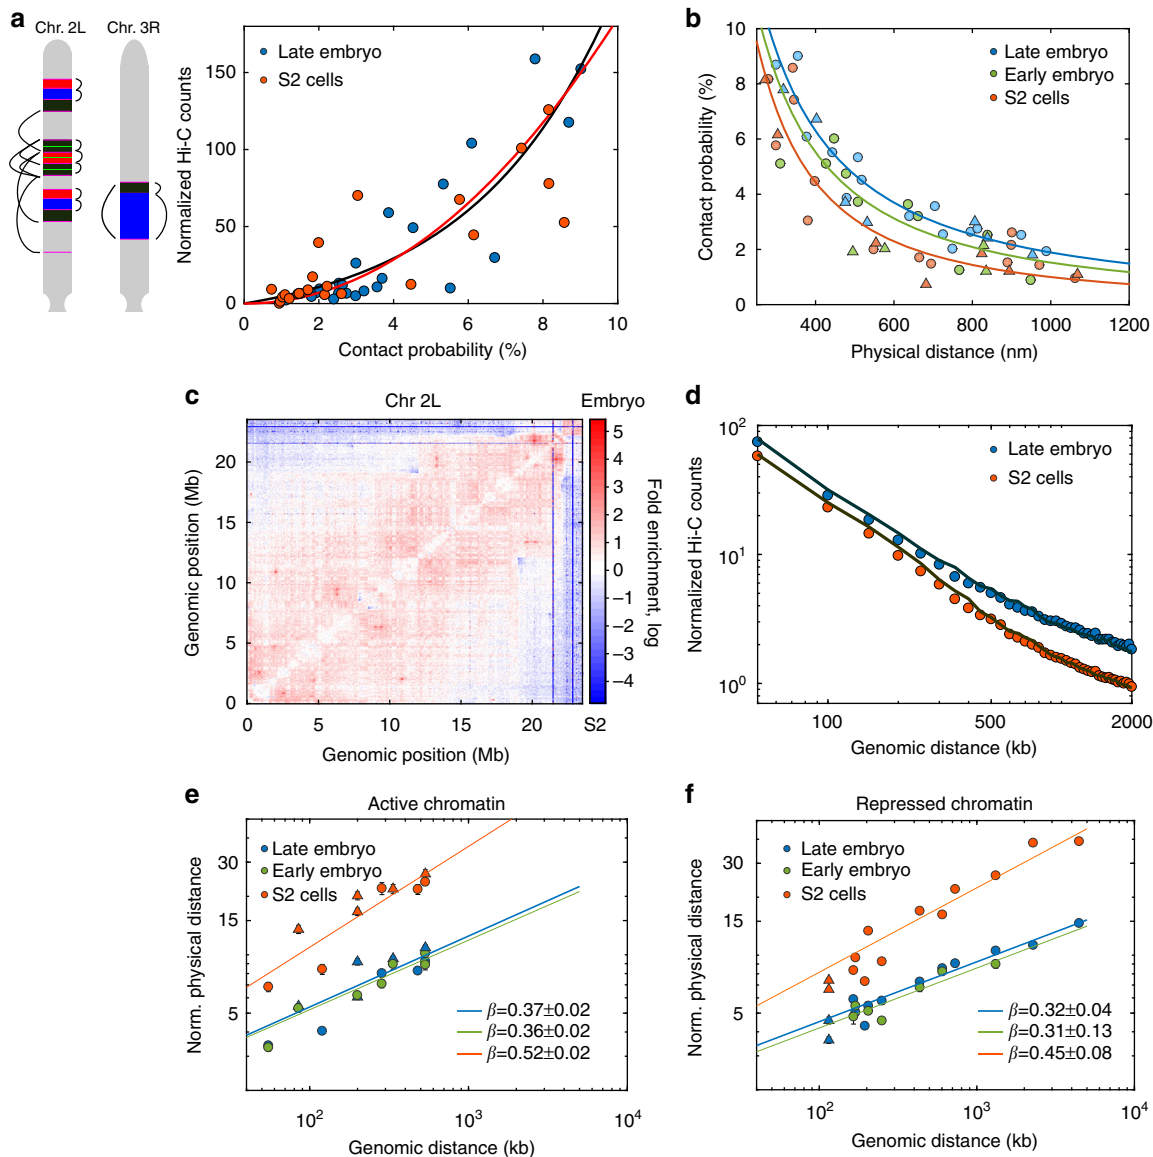 a
Chr. 2L
Chr. 3R
Late embryo
S2 cells
Normalized Hi-C counts
150
100
50
0
0 2 4 6 8 10
Contact probability (%)
b
Late embryo
Early embryo
S2 cells
Contact probability (%)
10
8
6
4
2
0
400 600 800 1000 1200
Physical distance (nm)
c
Chr 2L
Embryo
Genomic position (Mb)
20
15
10
5
0
0 5 10 15 20
S2
Genomic position (Mb)
5
4
3
2
1
0
−1
−2
−3
−4
Fold enrichment, log
d
Late embryo
S2 cells
Normalized Hi-C counts
10²
10¹
10⁰
100 500 2000
Genomic distance (kb)
e
Active chromatin
Late embryo
Early embryo
S2 cells
Norm. physical distance
30
15
5
β=0.37±0.02
β=0.36±0.02
β=0.52±0.02
10² 10³ 10⁴
Genomic distance (kb)
f
Repressed chromatin
Late embryo
Early embryo
S2 cells
Norm. physical distance
30
15
5
β=0.32±0.04
β=0.31±0.13
β=0.45±0.08
10² 10³ 10⁴
Genomic distance (kb)